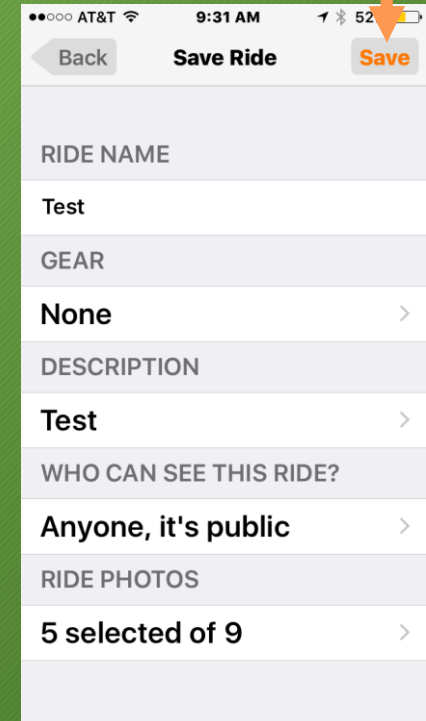 AT&T 9:31 AM 52
Back Save Ride Save
RIDE NAME
Test
GEAR
None
DESCRIPTION
Test
WHO CAN SEE THIS RIDE?
Anyone, it's public
RIDE PHOTOS
5 selected of 9